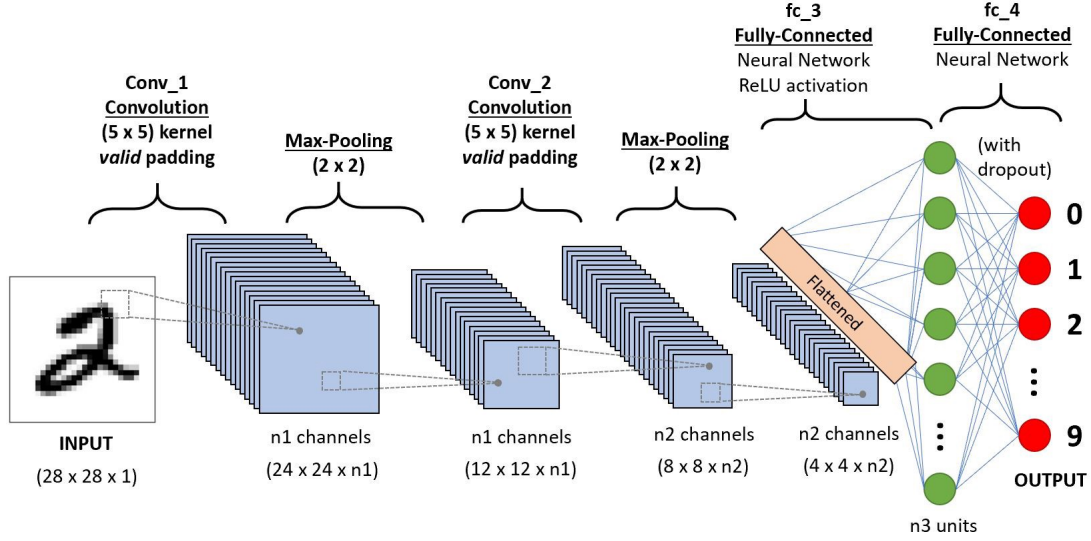 Conv_1
Convolution
(5 x 5) kernel
valid padding
Max-Pooling
(2 x 2)
Conv_2
Convolution
(5 x 5) kernel
valid padding
Max-Pooling
(2 x 2)
fc_3
Fully-Connected
Neural Network
ReLU activation
fc_4
Fully-Connected
Neural Network
(with
dropout)
2
INPUT
(28 x 28 x 1)
n1 channels
(24 x 24 x n1)
n1 channels
(12 x 12 x n1)
n2 channels
(8 x 8 x n2)
n2 channels
(4 x 4 x n2)
Flattened
n3 units
0
1
2
9
OUTPUT